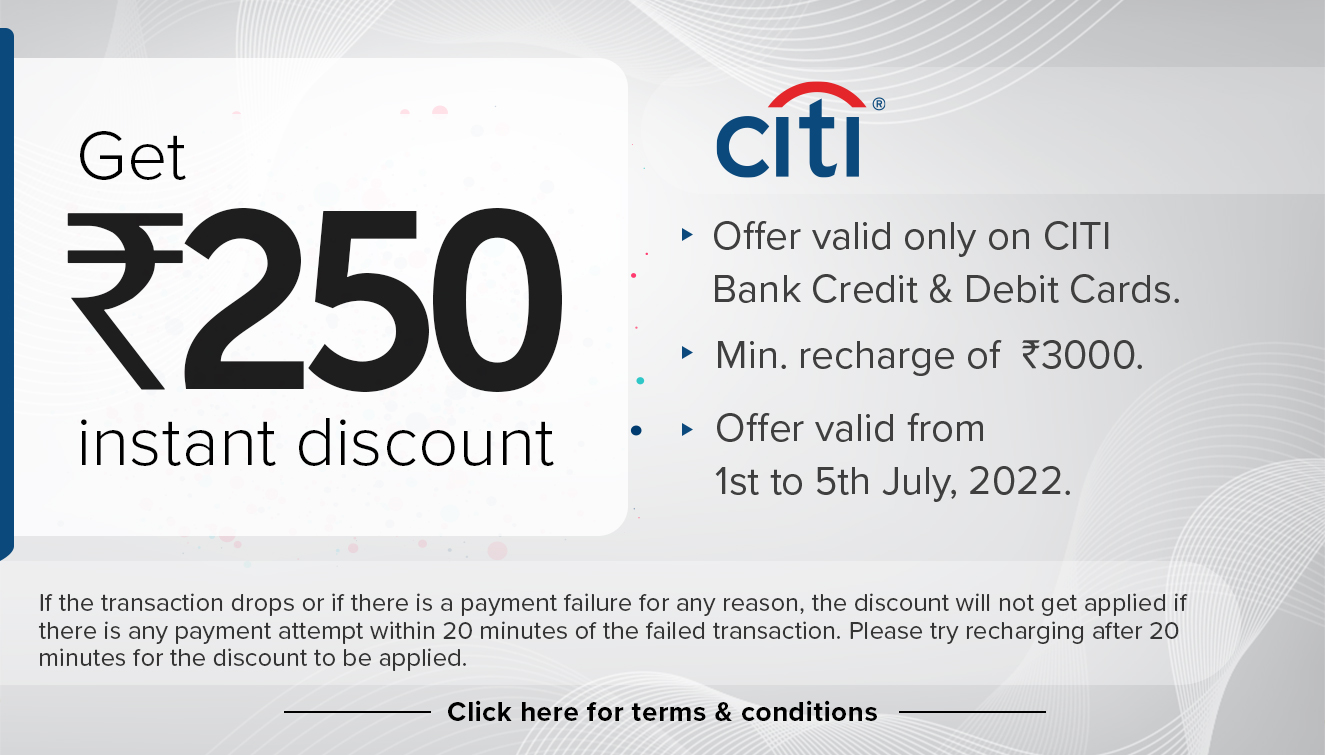 Get
₹250
instant discount
citi®
Offer valid only on CITI
Bank Credit & Debit Cards.
Min. recharge of ₹3000.
Offer valid from
1st to 5th July, 2022.
If the transaction drops or if there is a payment failure for any reason, the discount will not get applied if
there is any payment attempt within 20 minutes of the failed transaction. Please try recharging after 20
minutes for the discount to be applied.
Click here for terms & conditions